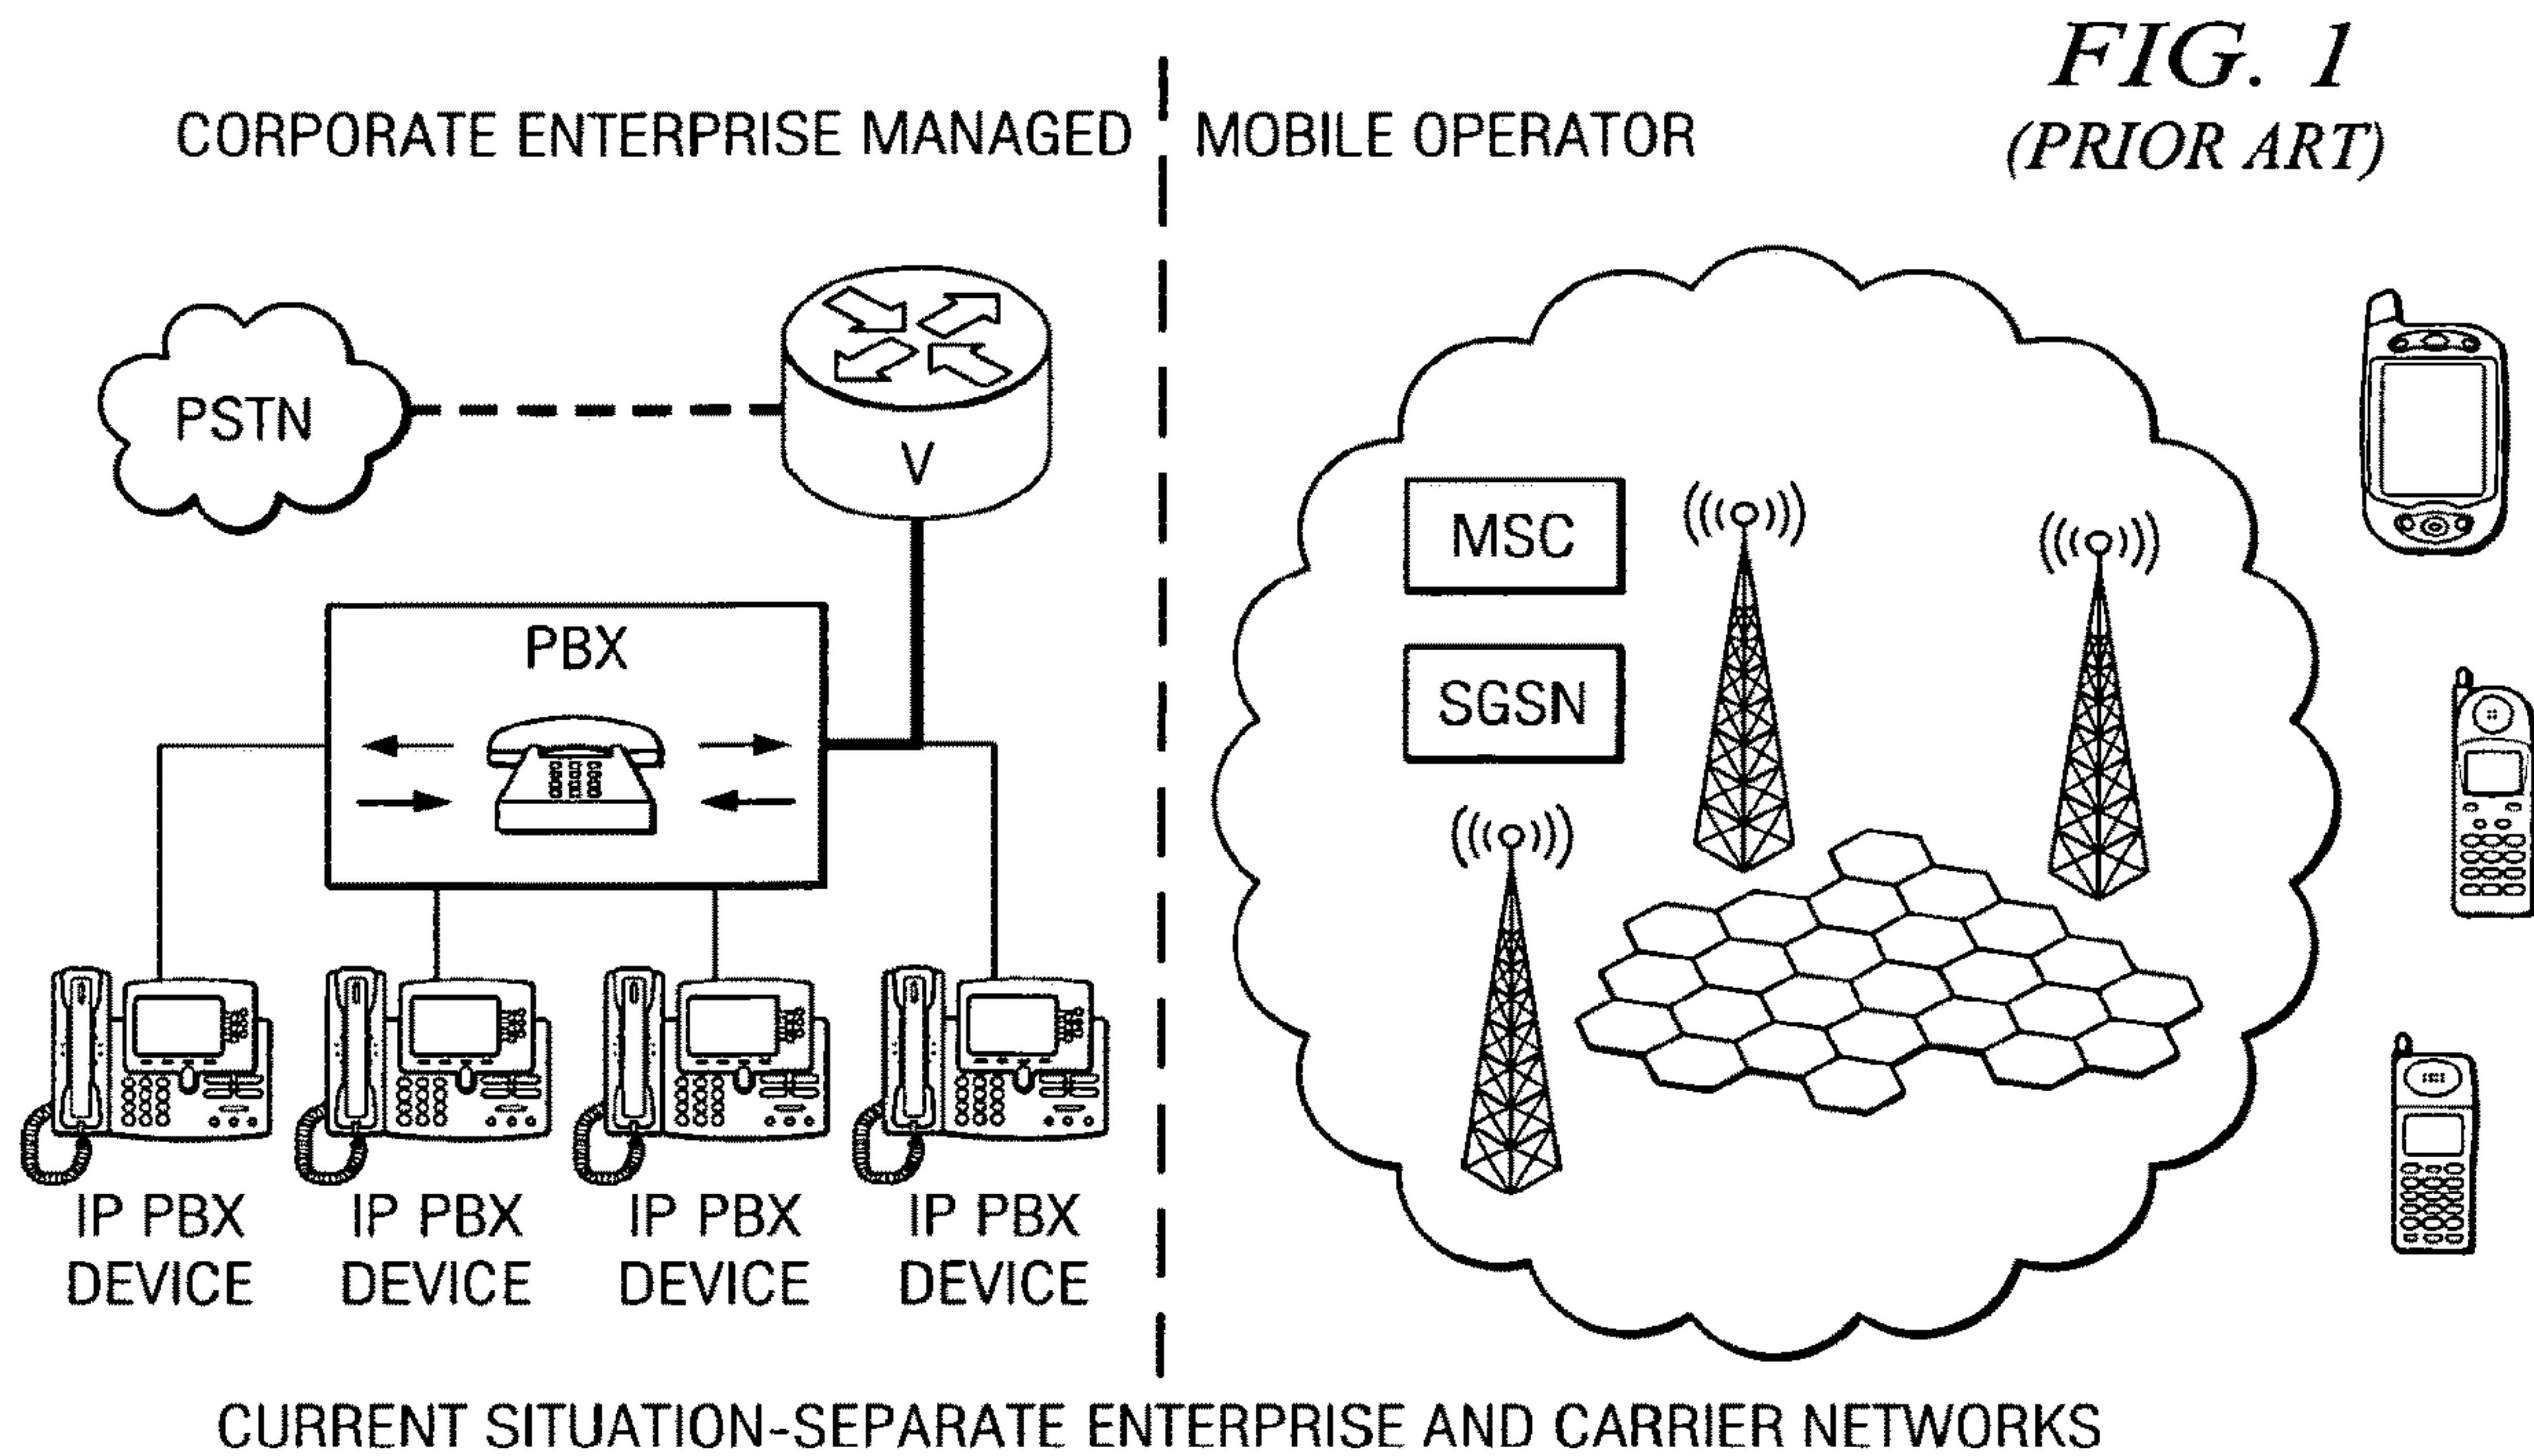 FIG. 1
(PRIOR ART)
CORPORATE ENTERPRISE MANAGED
MOBILE OPERATOR
PSTN
V
MSC
PBX
SGSN
IP PBX
DEVICE
IP PBX
DEVICE
IP PBX
DEVICE
IP PBX
DEVICE
CURRENT SITUATION-SEPARATE ENTERPRISE AND CARRIER NETWORKS